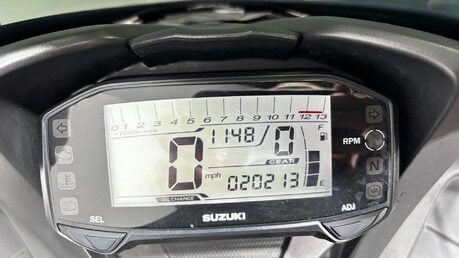 0 1 2 3 4 5 6 7 8 9 10 11 12 13
×1000r/min
1148
0
F
RPM
GEAR
0
mph
020213
E
N
OIL CHANGE
SUZUKI
SEL
ADJ